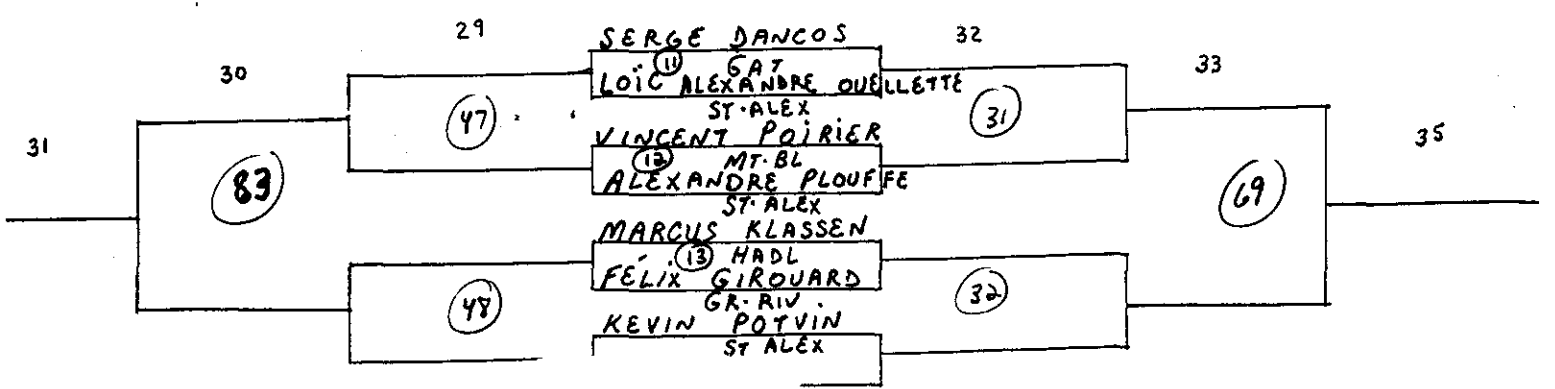 29
SERGE DANCOS
32
30
11 GAT
33
LOÏC ALEXANDRE OUELLETTE
47
ST-ALEX
31
31
VINCENT POIRIER
35
12 MT-BL
83
ALEXANDRE PLOUFFE
69
ST-ALEX
MARCUS KLASSEN
13 HADL
FÉLIX GIROUARD
48
GR-RIV.
32
KEVIN POTVIN
ST ALEX